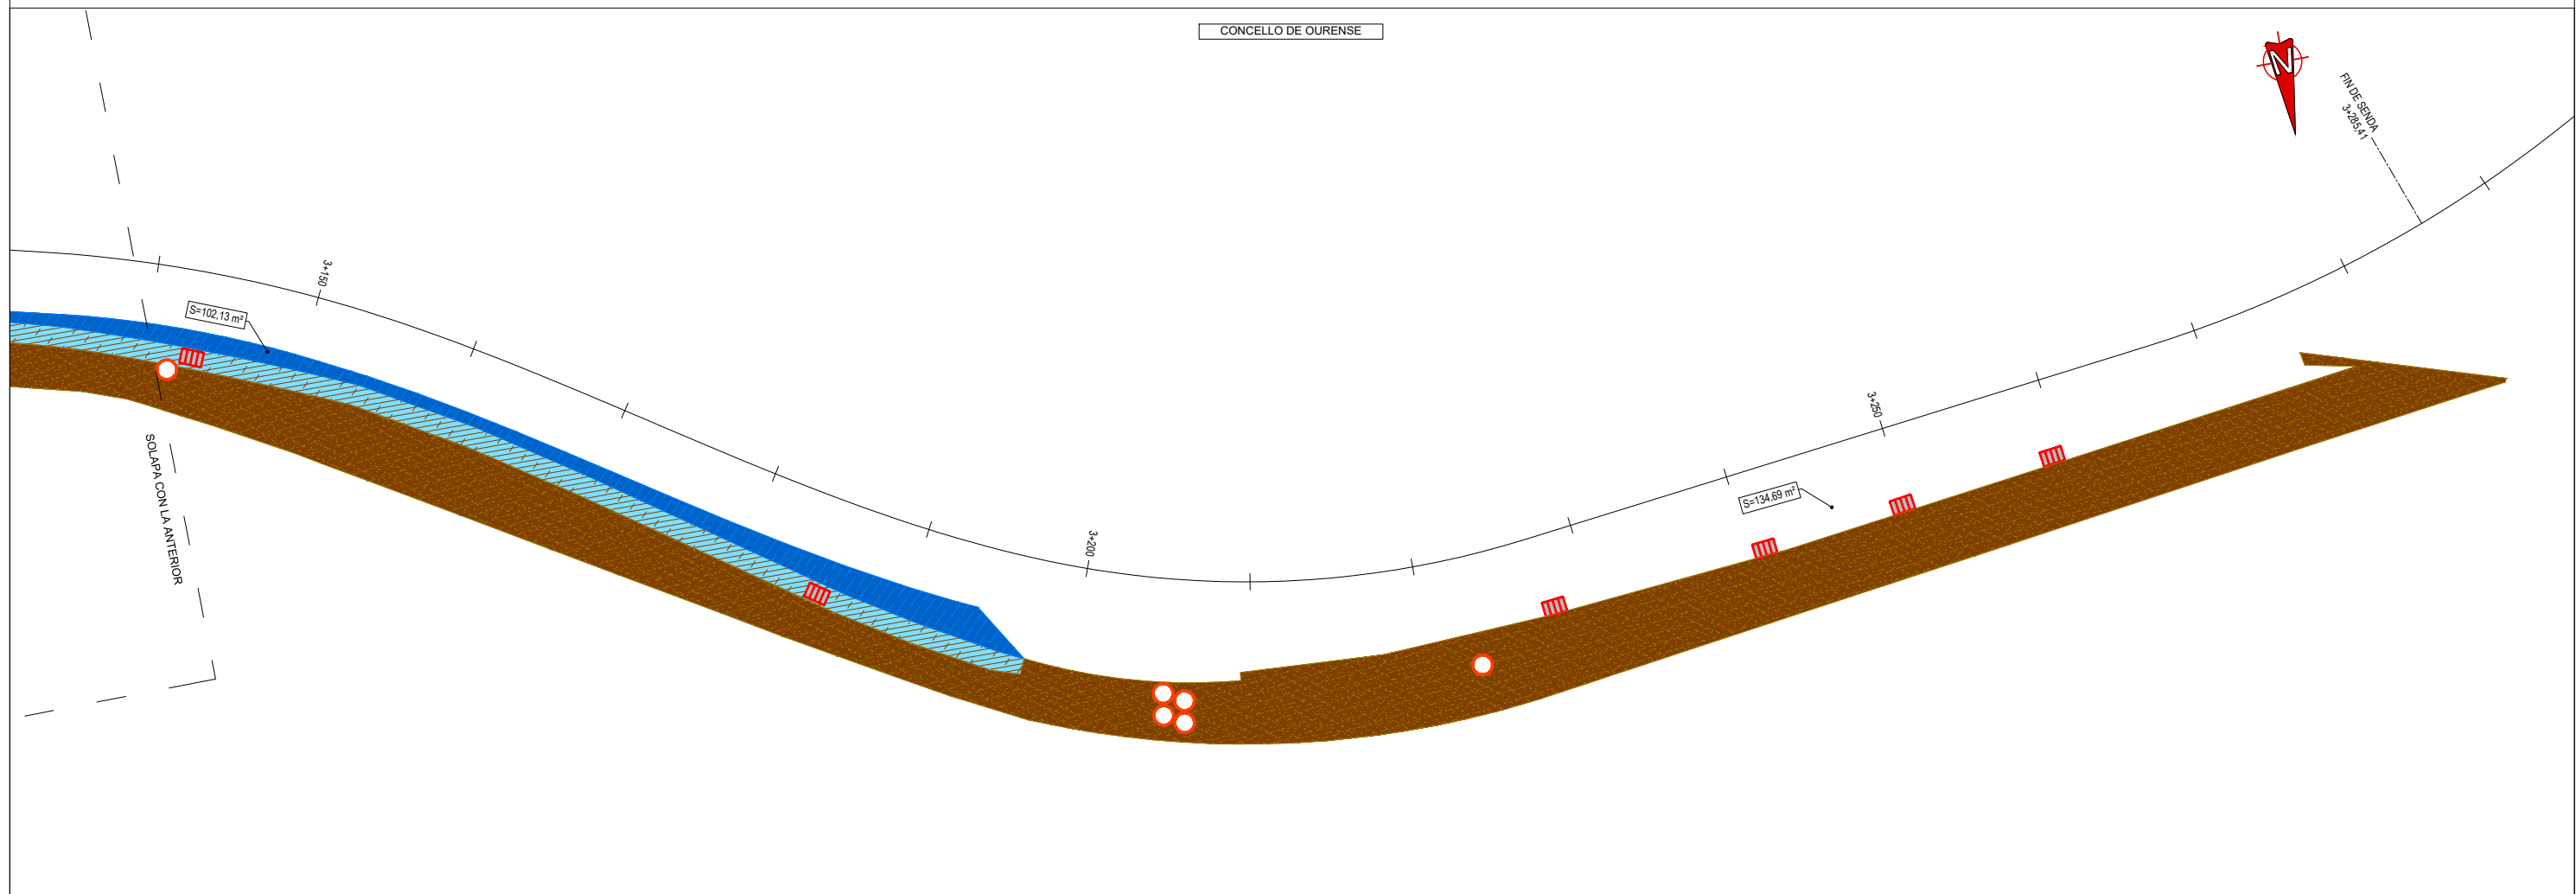 CONCELLO DE OURENSE
N
FIN DE SENDA
3+285,41
3+150
S=102,13 m²
SOLAPA CON LA ANTERIOR
3+200
3+250
S=134,69 m²